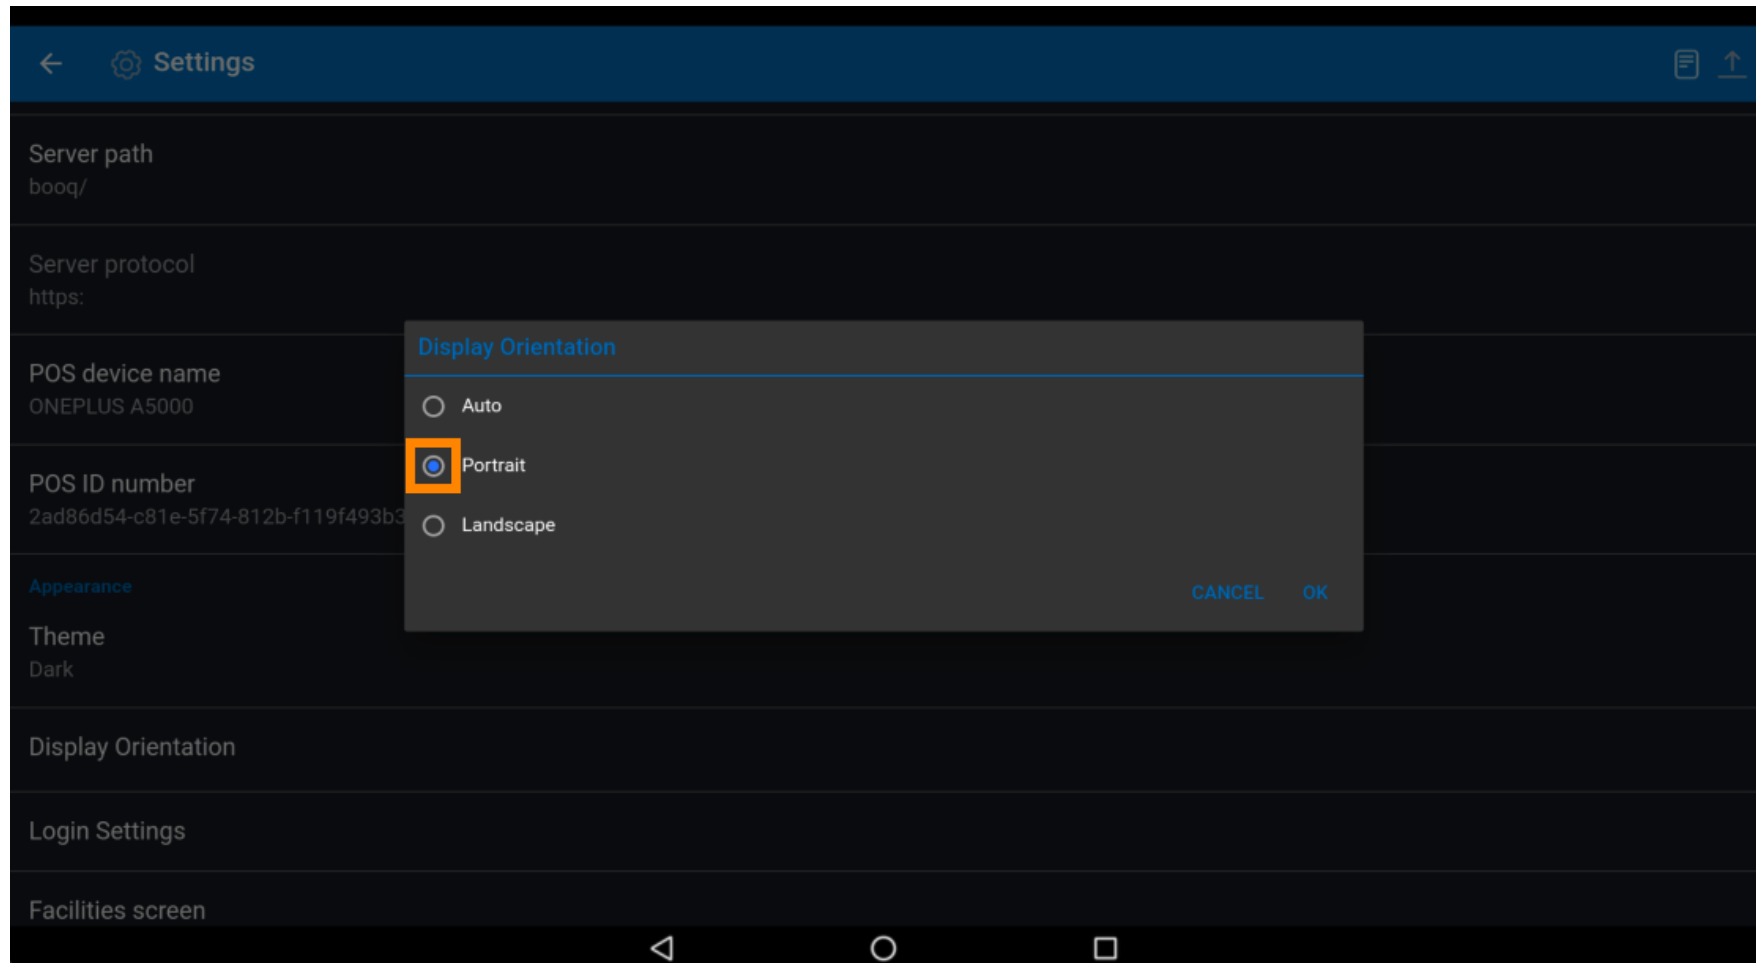 Settings
Server path
booq/
Server protocol
https:
POS device name
ONEPLUS A5000
POS ID number
2ad86d54-c81e-5f74-812b-f119f493b3
Appearance
Theme
Dark
Display Orientation
Login Settings
Facilities screen
Display Orientation
Auto
Portrait
Landscape
CANCEL OK